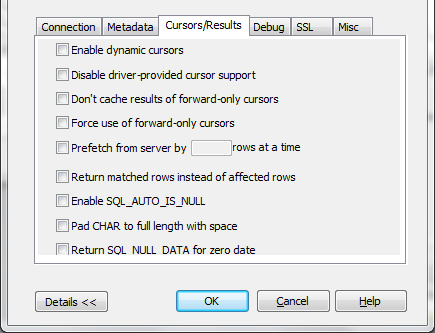 Connection Metadata Cursors/Results Debug SSL Misc
Enable dynamic cursors
Disable driver-provided cursor support
Don't cache results of forward-only cursors
Force use of forward-only cursors
Prefetch from server by rows at a time
Return matched rows instead of affected rows
Enable SQL_AUTO_IS_NULL
Pad CHAR to full length with space
Return SQL_NULL_DATA for zero date
Details << OK Cancel Help